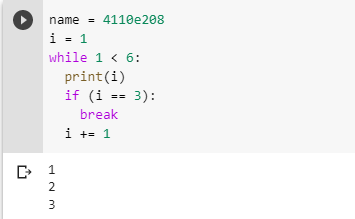 name = 4110e208
i = 1
while 1 < 6:
  print(i)
  if (i == 3):
    break
  i += 1
1
2
3